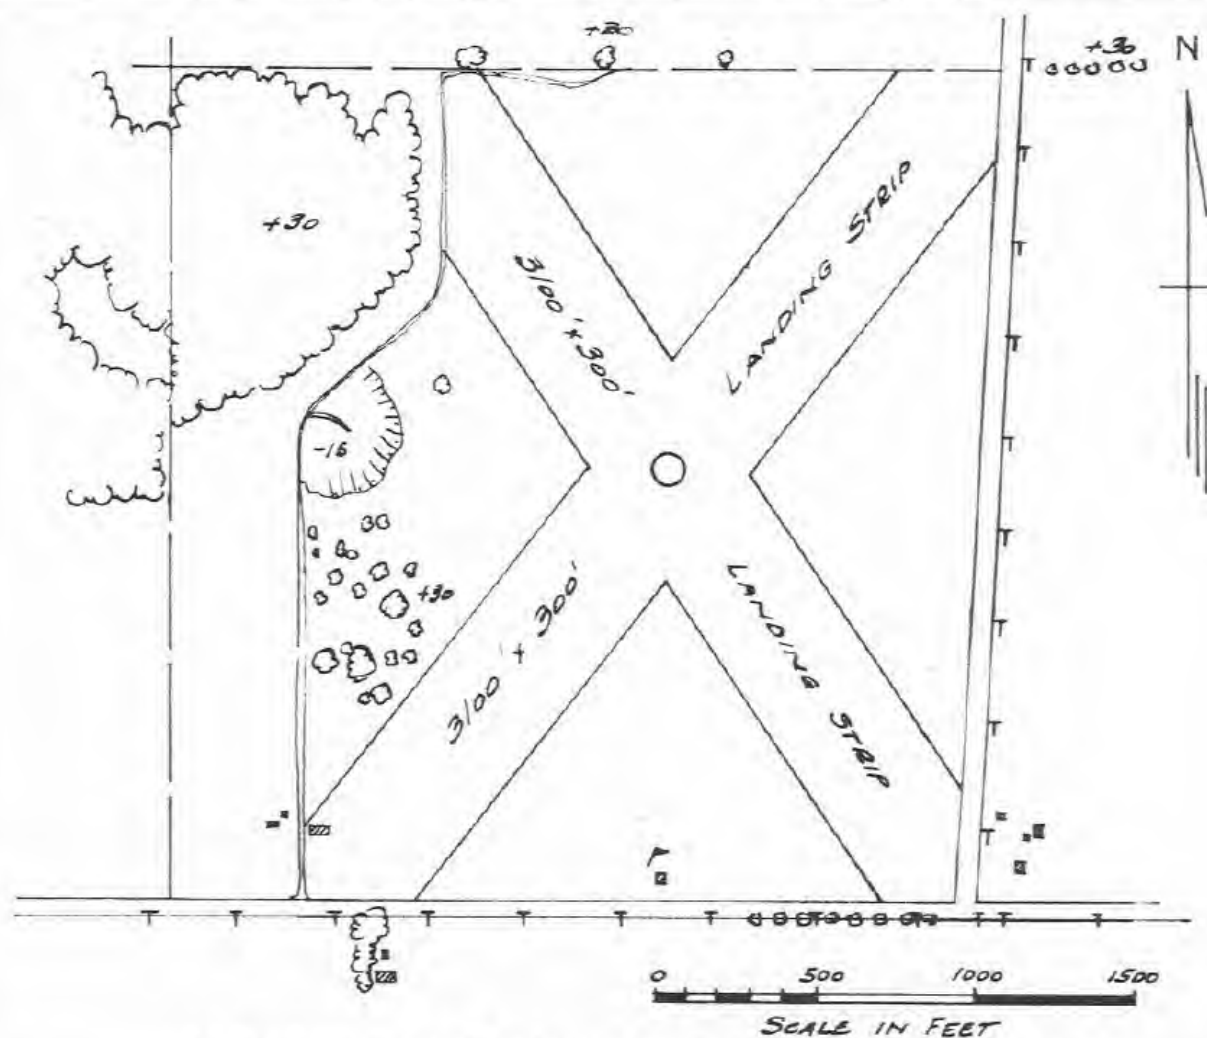 +20
+30
N
+30
3100' + 300'
LANDING STRIP
-15
+30
3100 + 300'
LANDING STRIP
0 500 1000 1500
SCALE IN FEET